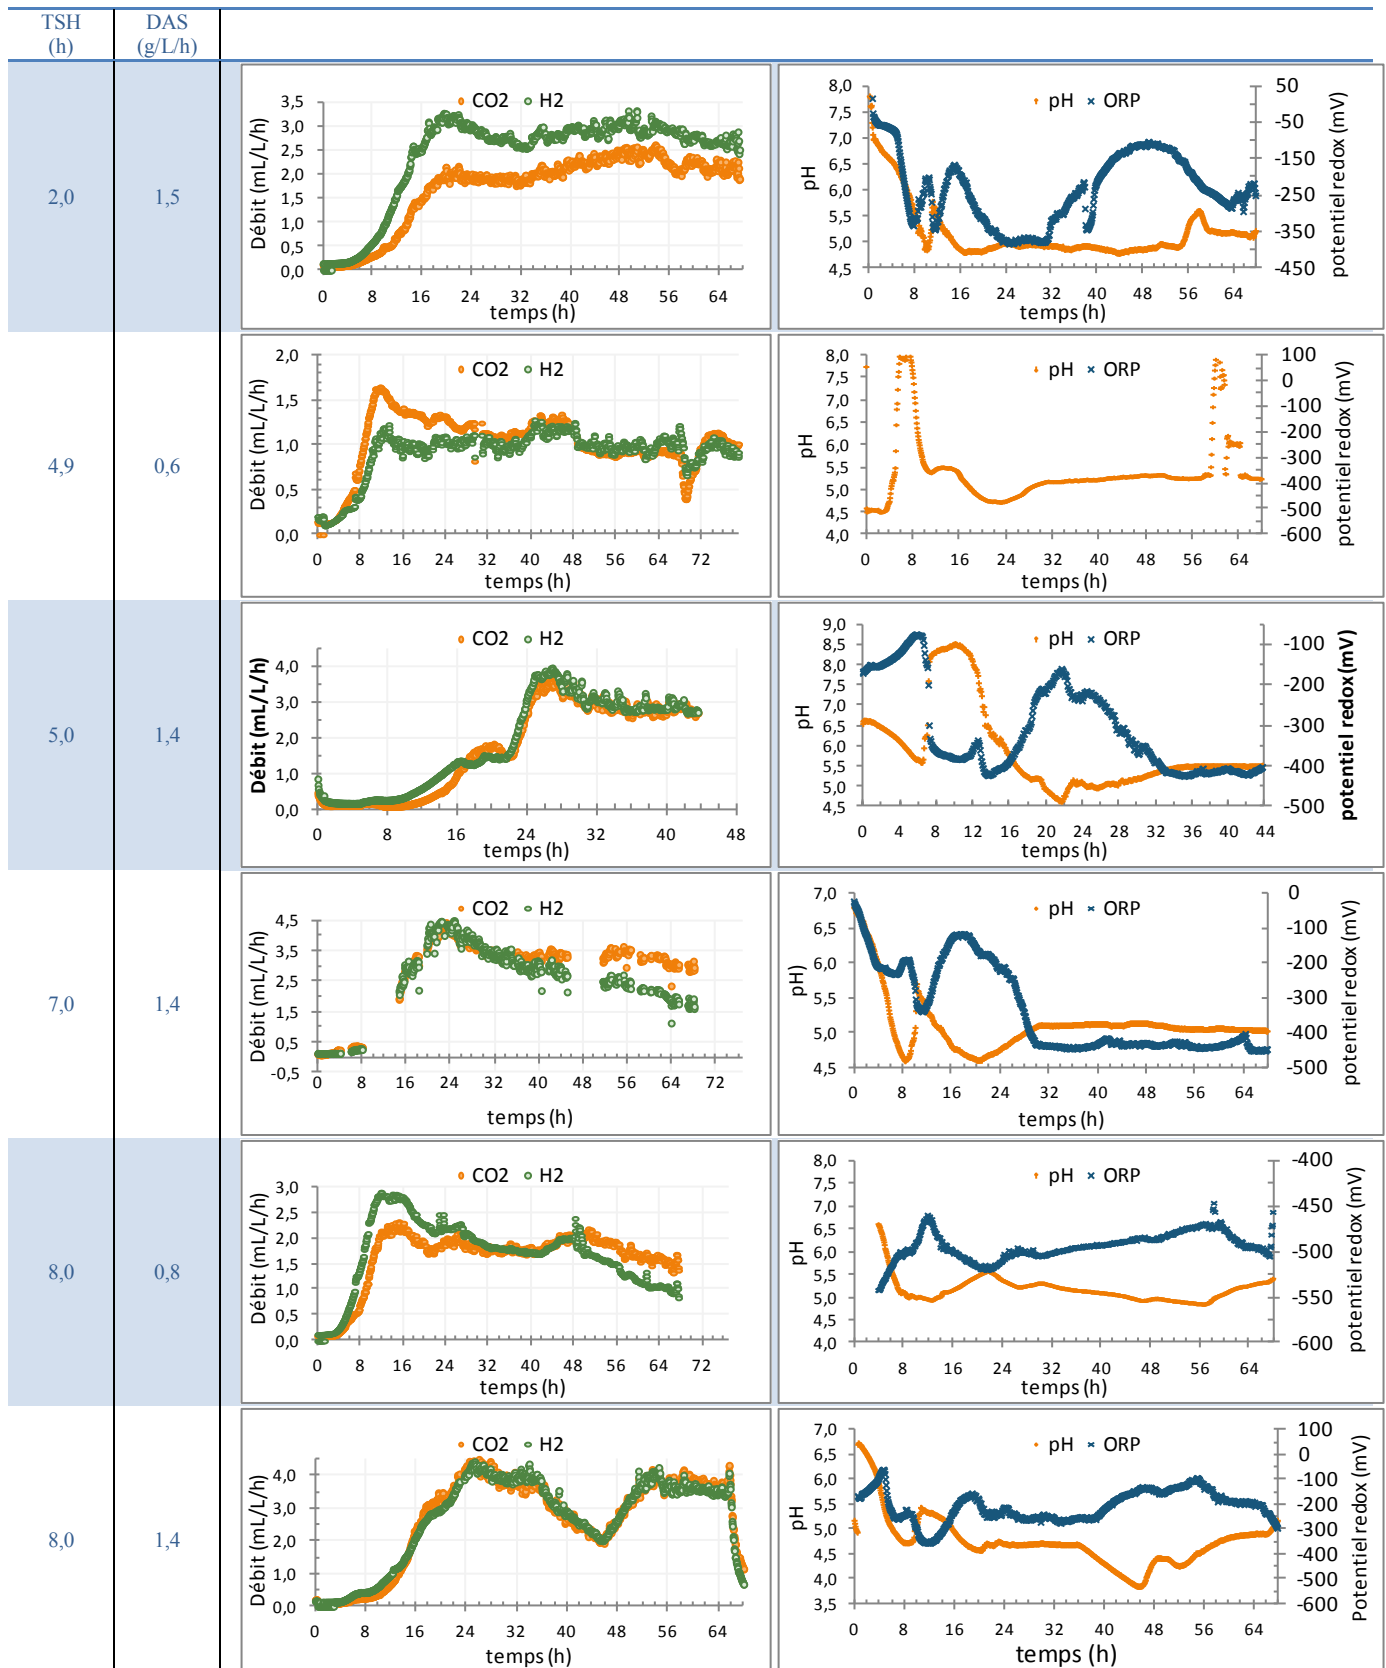 TSH DAS
(h) (g/L/h)
2,0 1,5
CO2 H2
3,5
3,0
2,5
2,0
1,5
1,0
0,5
0,0
Débit (mL/L/h)
0 8 16 24 32 40 48 56 64
temps (h)
pH ORP
8,0 50
7,5 -50
7,0
6,5 -150
6,0
5,5 -250
5,0 -350
4,5 -450
pH
potentiel redox (mV)
0 8 16 24 32 40 48 56 64
temps (h)
4,9 0,6
CO2 H2
2,0
1,5
1,0
0,5
0,0
Débit (mL/L/h)
0 8 16 24 32 40 48 56 64 72
temps (h)
pH ORP
8,0 100
7,5 0
7,0 -100
6,5
6,0 -200
5,5 -300
5,0 -400
4,5 -500
4,0 -600
pH
potentiel redox (mV)
0 8 16 24 32 40 48 56 64
temps (h)
5,0 1,4
CO2 H2
4,0
3,0
2,0
1,0
0,0
Débit (mL/L/h)
0 8 16 24 32 40 48
temps (h)
pH ORP
9,0
8,5 -100
8,0
7,5 -200
7,0
6,5 -300
6,0
5,5 -400
5,0
4,5 -500
pH
potentiel redox (mV)
0 4 8 12 16 20 24 28 32 36 40 44
temps (h)
7,0 1,4
CO2 H2
4,5
3,5
2,5
1,5
0,5
-0,5
Débit (mL/L/h)
0 8 16 24 32 40 48 56 64 72
temps (h)
pH ORP
7,0 0
6,5 -100
6,0 -200
5,5 -300
5,0 -400
4,5 -500
pH)
potentiel redox (mV)
0 8 16 24 32 40 48 56 64
temps (h)
8,0 0,8
CO2 H2
3,0
2,5
2,0
1,5
1,0
0,5
0,0
Débit (mL/L/h)
0 8 16 24 32 40 48 56 64 72
temps (h)
pH ORP
8,0 -400
7,5
7,0 -450
6,5
6,0 -500
5,5
5,0 -550
4,5
4,0 -600
pH
potentiel redox (mV)
0 8 16 24 32 40 48 56 64
temps (h)
8,0 1,4
CO2 H2
4,0
3,0
2,0
1,0
0,0
Débit (mL/L/h)
0 8 16 24 32 40 48 56 64
temps (h)
pH ORP
7,0 100
6,5 0
6,0 -100
5,5 -200
5,0 -300
4,5 -400
4,0 -500
3,5 -600
pH
Potentiel redox (mV)
0 8 16 24 32 40 48 56 64
temps (h)